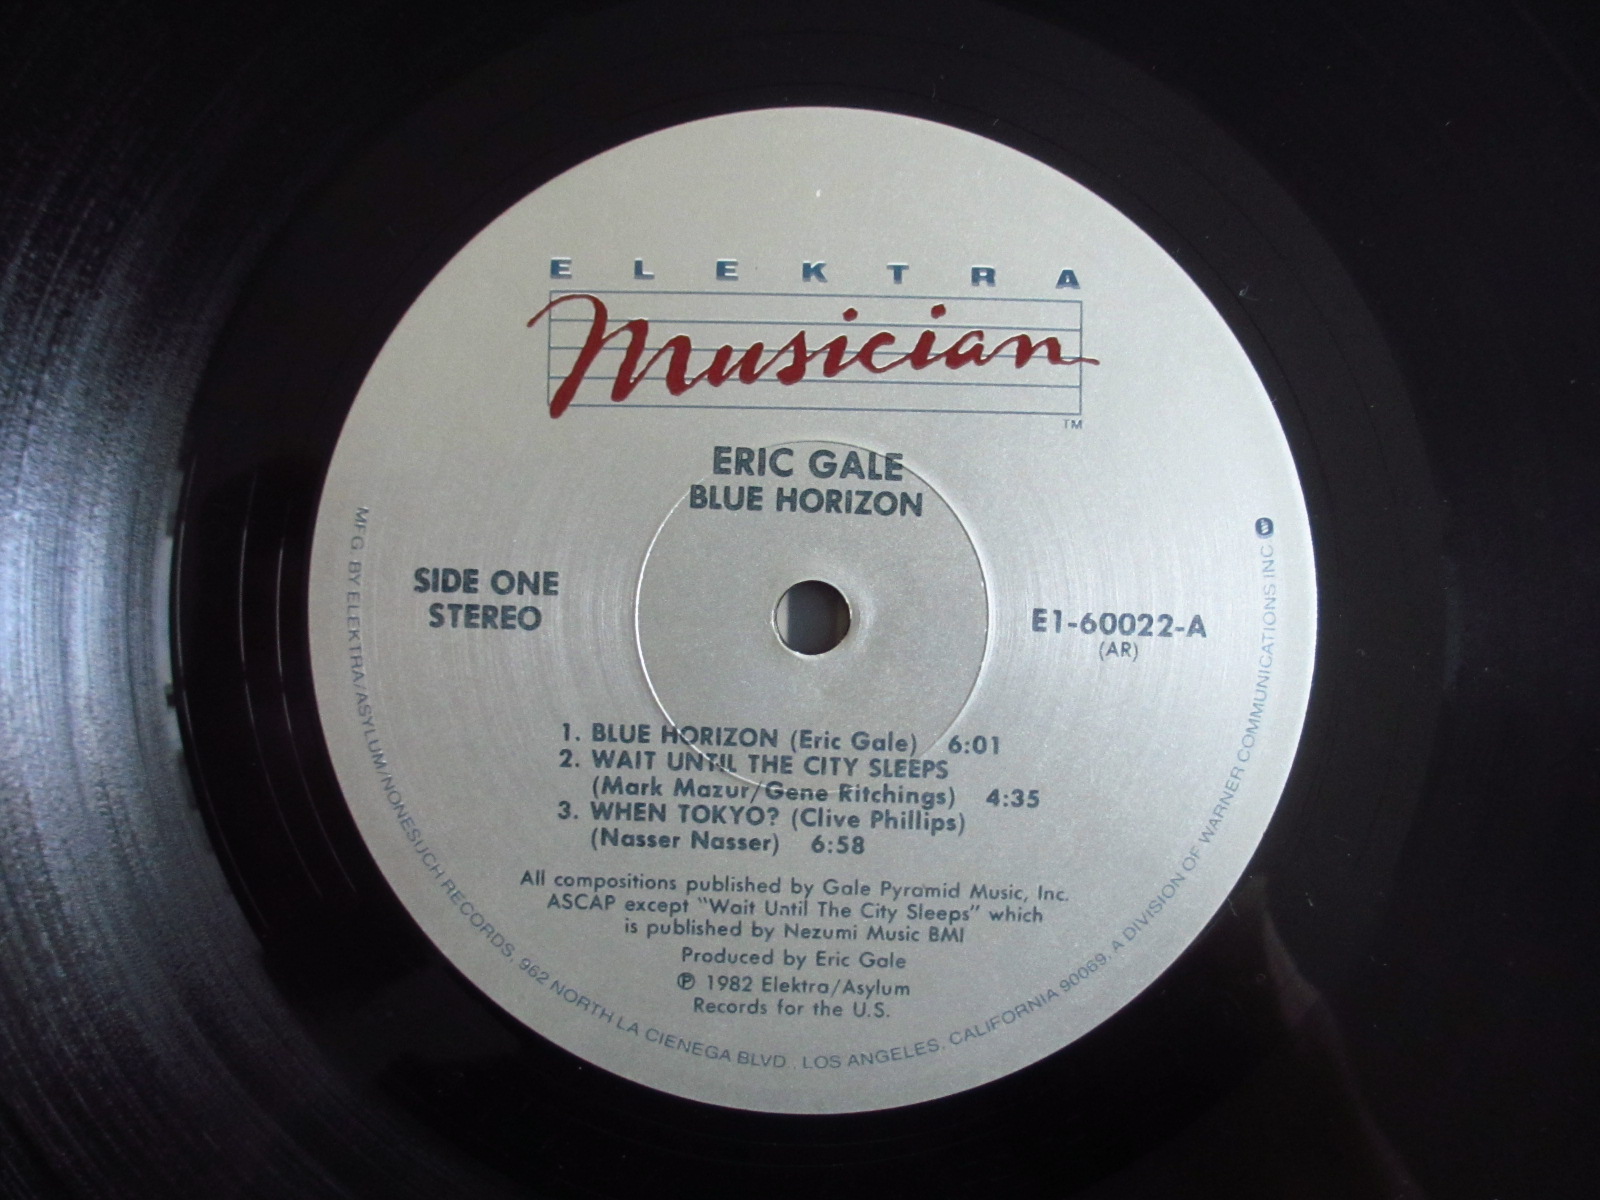 ELEKTRA
Musician
TM
ERIC GALE
BLUE HORIZON
SIDE ONE
STEREO
E1-60022-A
(AR)
1. BLUE HORIZON (Eric Gale) 6:01
2. WAIT UNTIL THE CITY SLEEPS
(Mark Mazur/Gene Ritchings) 4:35
3. WHEN TOKYO? (Clive Phillips)
(Nasser Nasser) 6:58
All compositions published by Gale Pyramid Music, Inc.
ASCAP except "Wait Until The City Sleeps" which
is published by Nezumi Music BMI
Produced by Eric Gale
℗ 1982 Elektra/Asylum
Records for the U.S.
MFG. BY ELEKTRA/ASYLUM/NONESUCH RECORDS, 962 NORTH LA CIENEGA BLVD., LOS ANGELES, CALIFORNIA 90069, A DIVISION OF WARNER COMMUNICATIONS INC